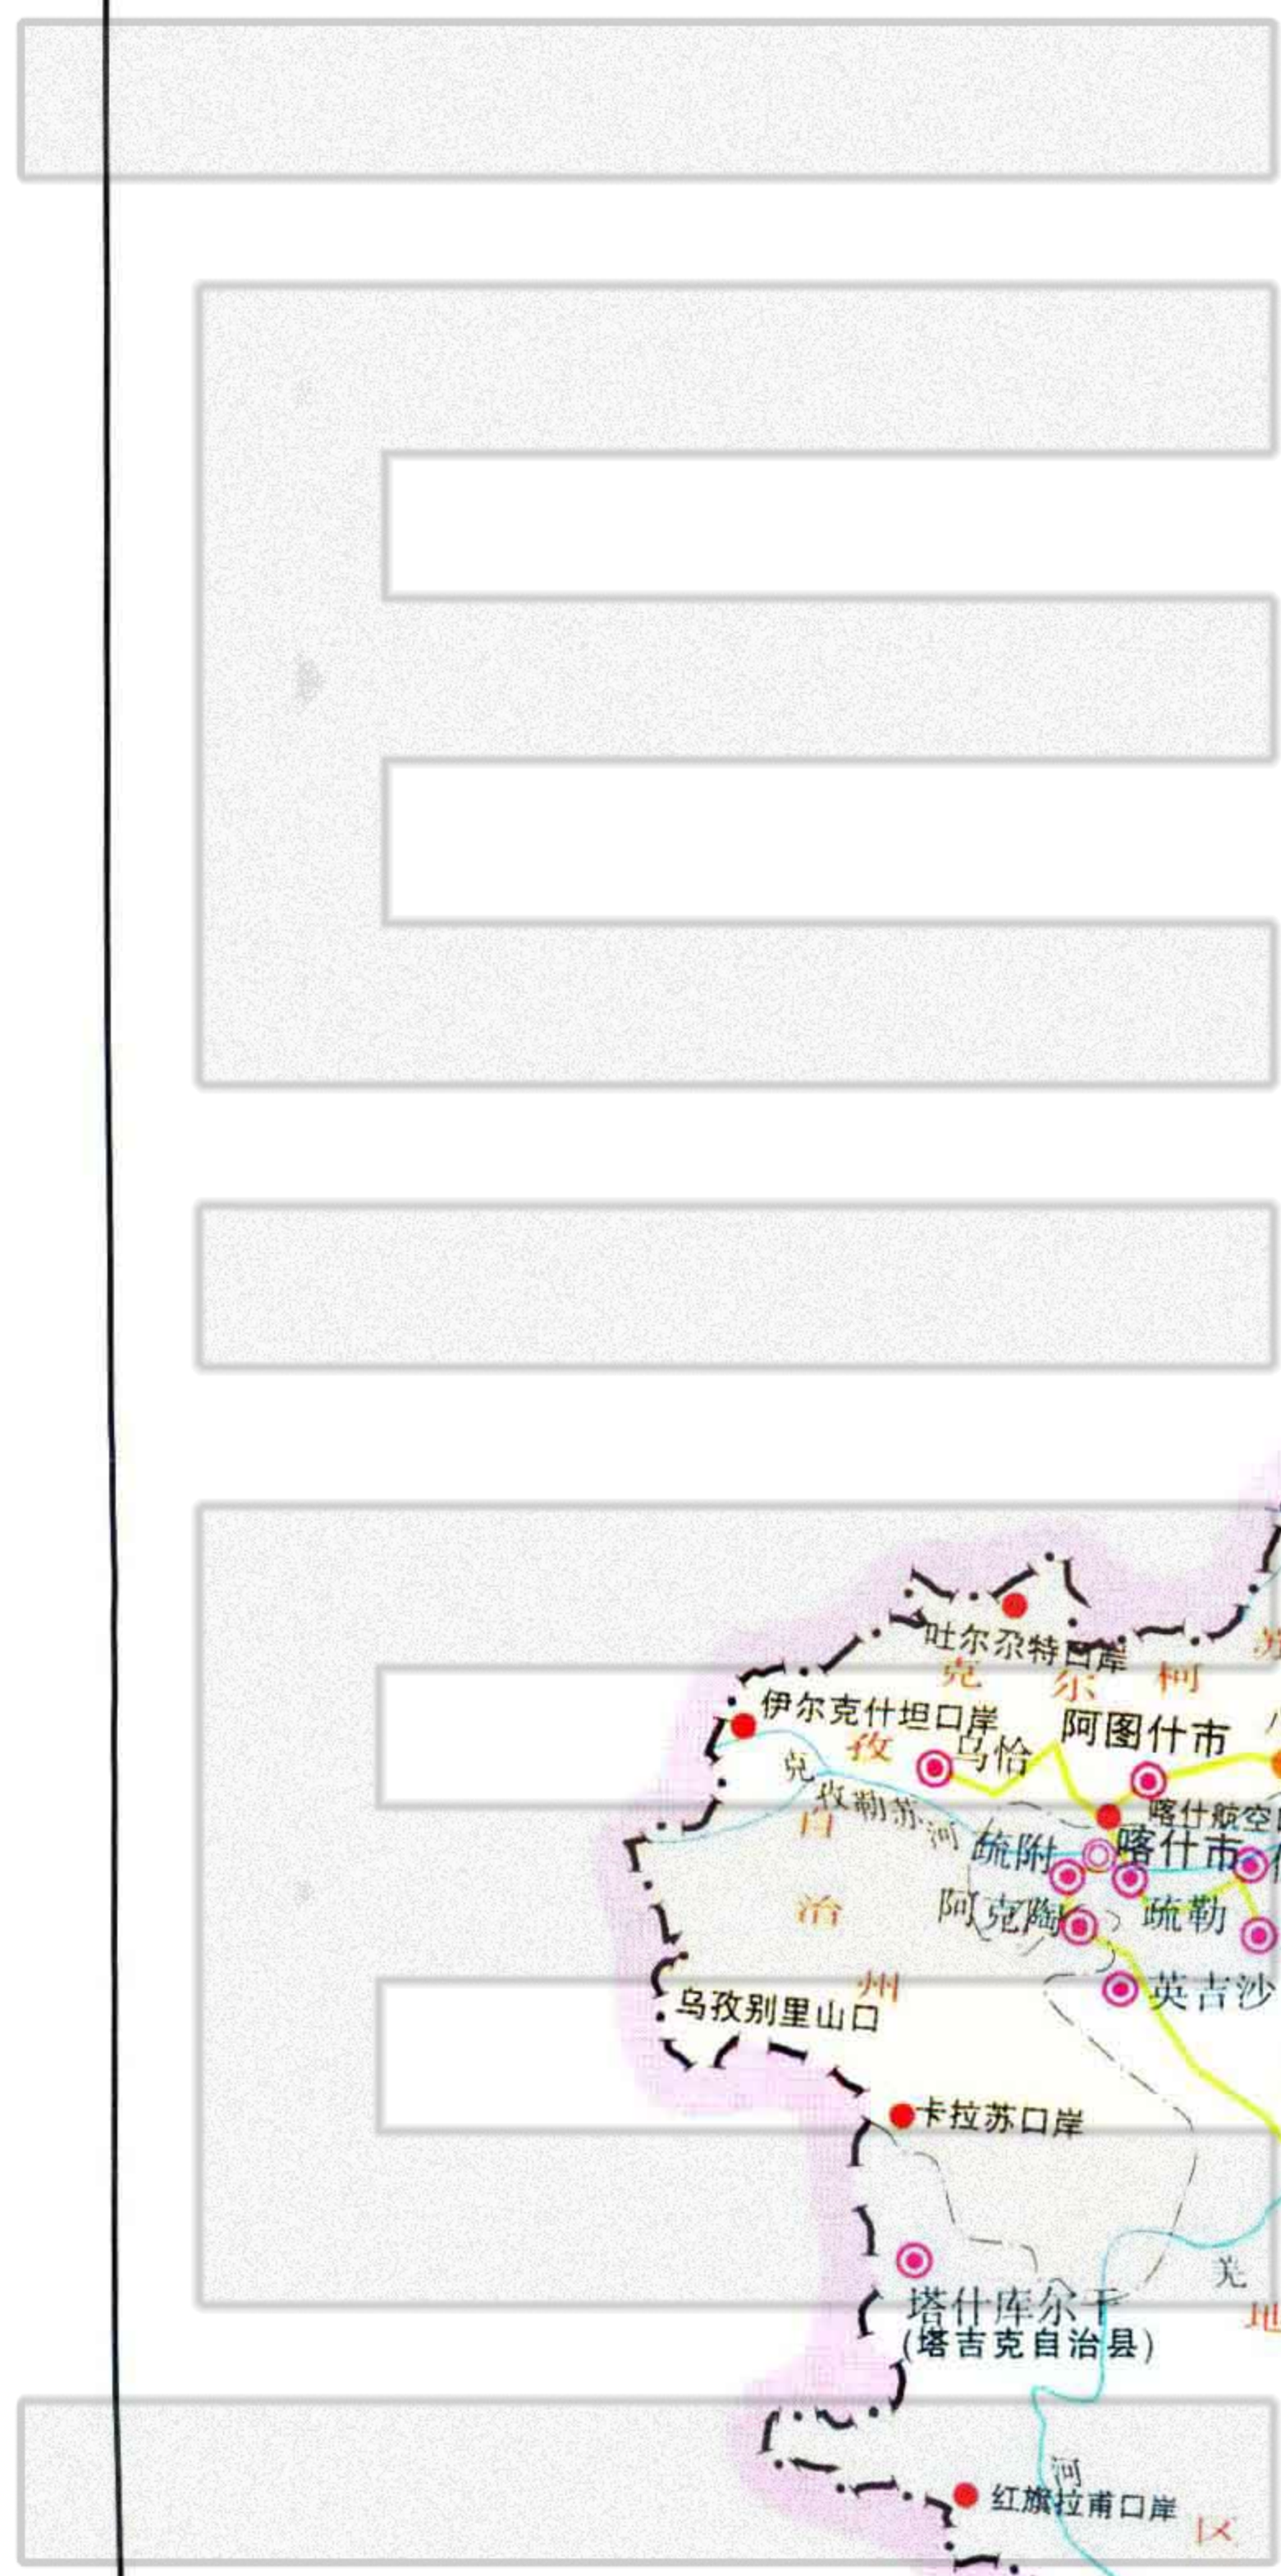 吐尔尕特口岸
苏
克 尔 柯
伊尔克什坦口岸
阿图什市
孜
乌恰
克
孜勒苏河
喀什航空
自
疏附
喀什市
治
阿克陶
疏勒
州
英吉沙
乌孜别里山口
卡拉苏口岸
羌
塔什库尔干
地
(塔吉克自治县)
河
红旗拉甫口岸
区